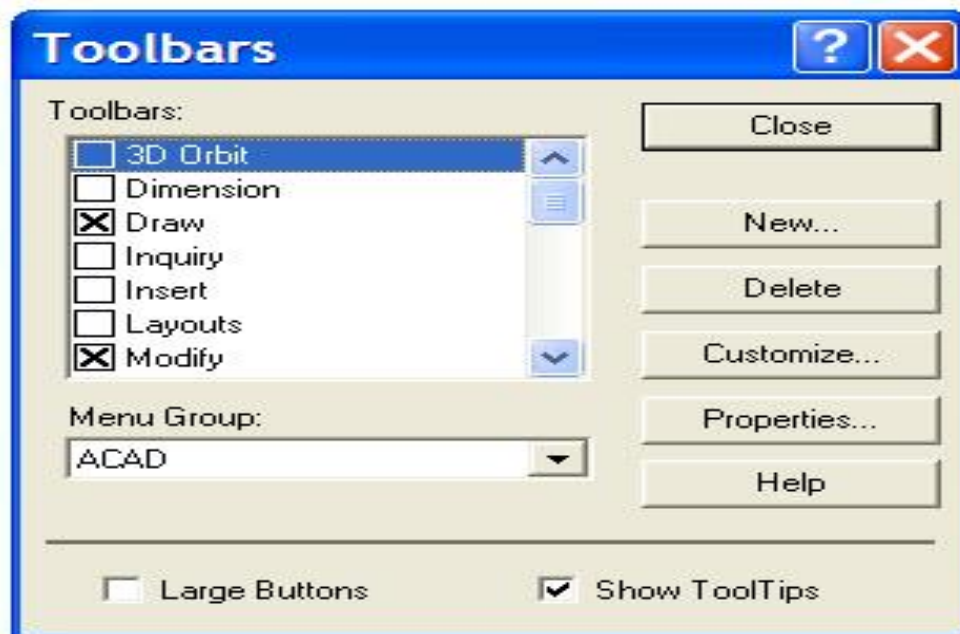 Toolbars
Toolbars:
3D Orbit
Dimension
Draw
Inquiry
Insert
Layouts
Modify
Menu Group:
ACAD
Close
New...
Delete
Customize...
Properties...
Help
Large Buttons
Show ToolTips